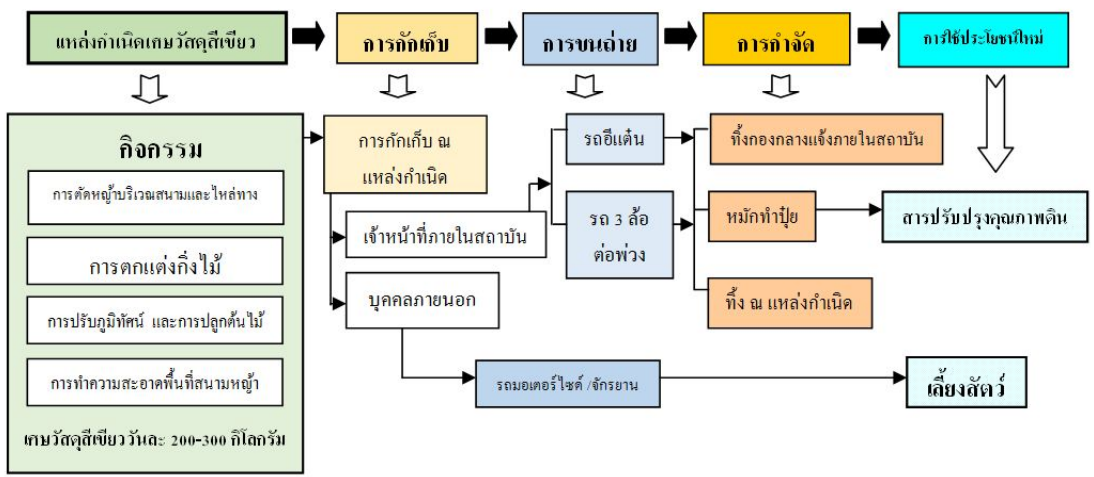 แหล่งกำเนิดเศษวัสดุสีเขียว
การกักเก็บ
การขนถ่าย
การกำจัด
การใช้ประโยชน์ใหม่
กิจกรรม
การตัดหญ้าบริเวณสนามและไหล่ทาง
การตกแต่งกิ่งไม้
การปรับภูมิทัศน์ และการปลูกต้นไม้
การทำความสะอาดพื้นที่สนามหญ้า
เศษวัสดุสีเขียววันละ 200-300 กิโลกรัม
การกักเก็บ ณ
แหล่งกำเนิด
เจ้าหน้าที่ภายในสถาบัน
บุคคลภายนอก
รถอีแต๋น
รถ 3 ล้อ
ต่อพ่วง
รถมอเตอร์ไซค์ /จักรยาน
ทิ้งกองกลางแจ้งภายในสถาบัน
หมักทำปุ๋ย
ทิ้ง ณ แหล่งกำเนิด
สารปรับปรุงคุณภาพดิน
เลี้ยงสัตว์